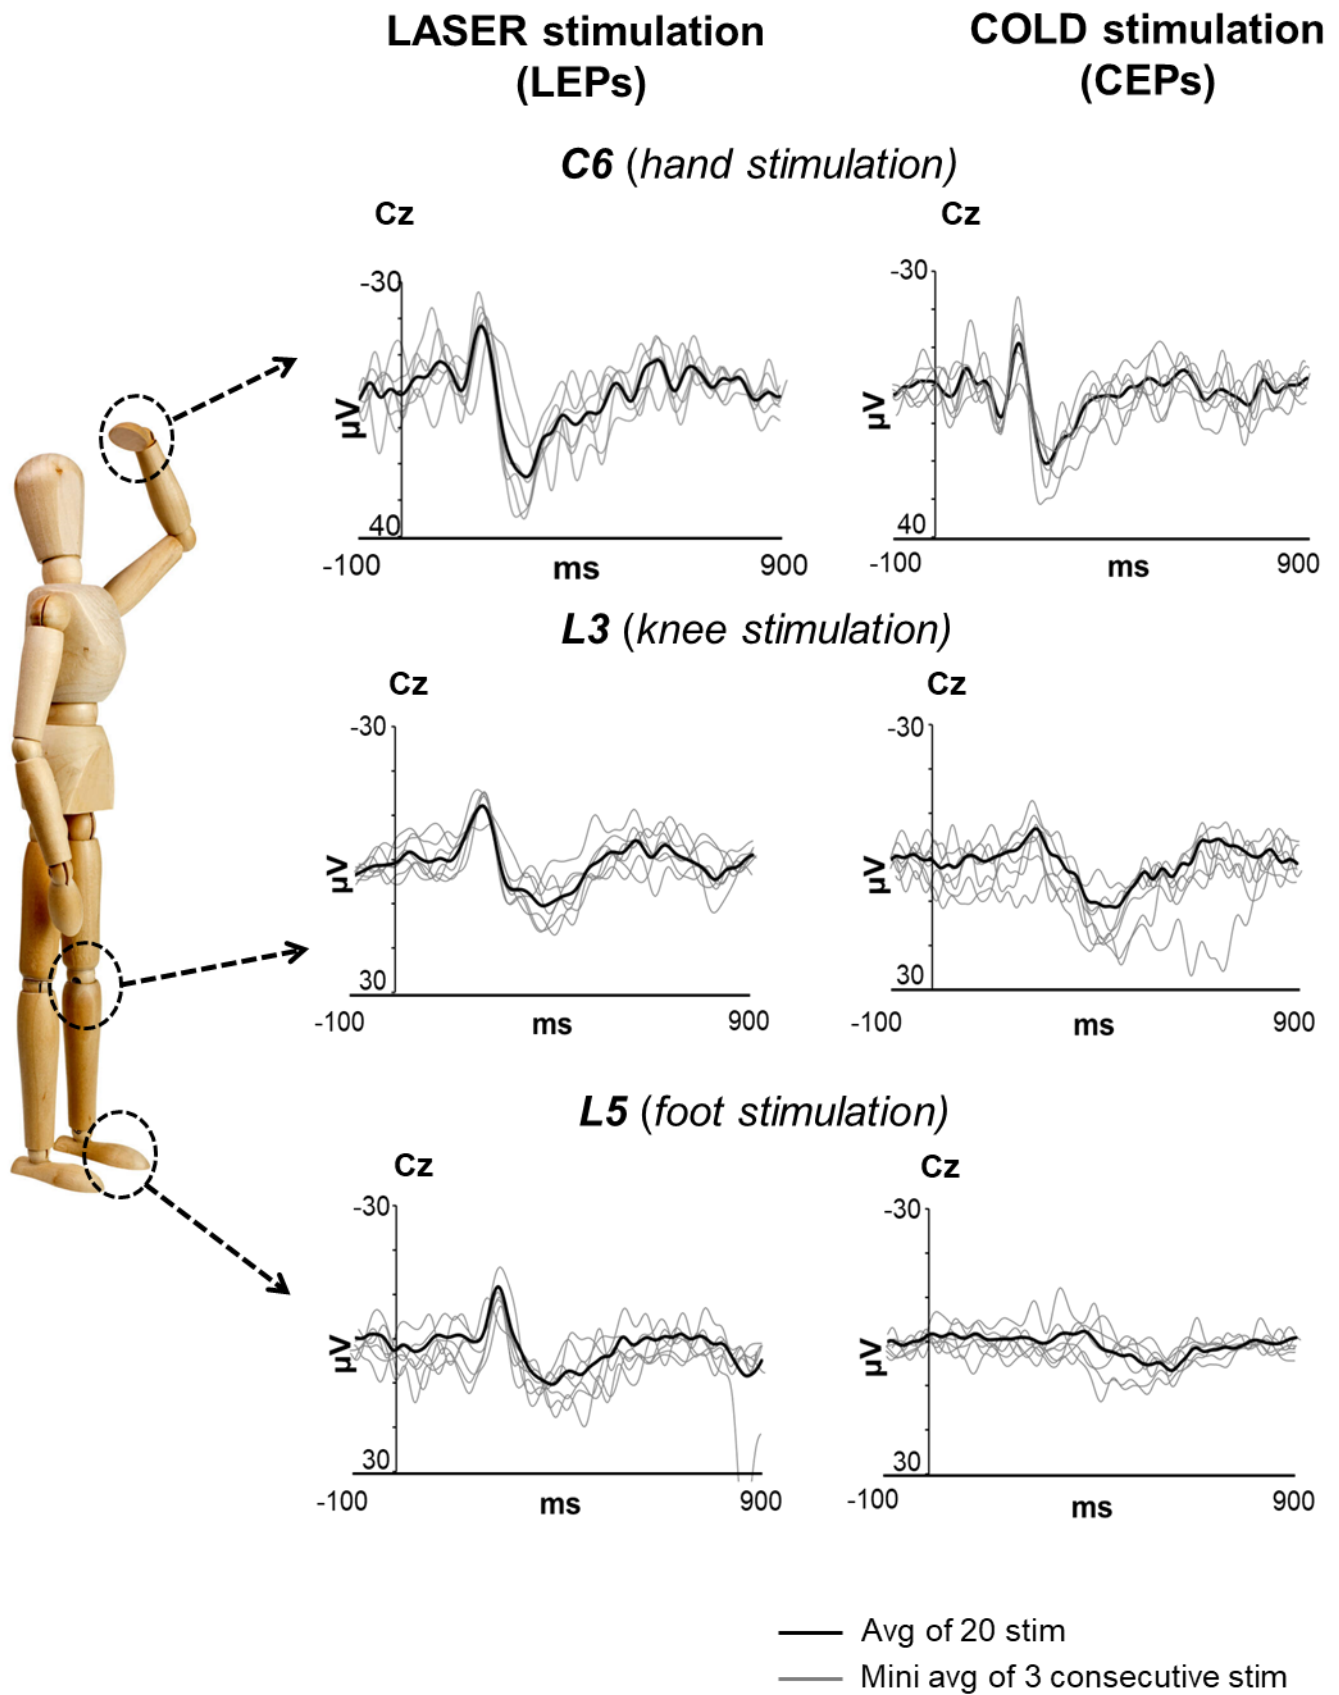 LASER stimulation
(LEPs)
COLD stimulation
(CEPs)
C6 (hand stimulation)
Cz
Cz
-30
-30
µV
µV
40
40
-100
ms
900
-100
ms
900
L3 (knee stimulation)
Cz
Cz
-30
-30
µV
µV
30
30
-100
ms
900
-100
ms
900
L5 (foot stimulation)
Cz
Cz
-30
-30
µV
µV
30
30
-100
ms
900
-100
ms
900
Avg of 20 stim
Mini avg of 3 consecutive stim